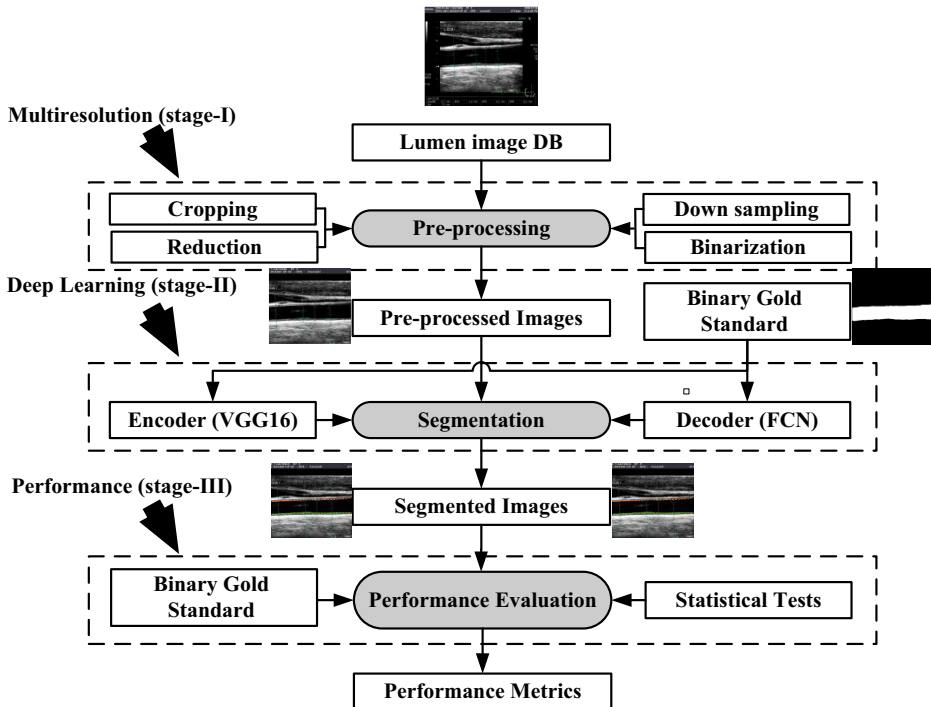 Multiresolution (stage-I)
Lumen image DB
Cropping
Reduction
Pre-processing
Down sampling
Binarization
Deep Learning (stage-II)
Pre-processed Images
Binary Gold
Standard
Encoder (VGG16)
Segmentation
Decoder (FCN)
Performance (stage-III)
Segmented Images
Binary Gold
Standard
Performance Evaluation
Statistical Tests
Performance Metrics